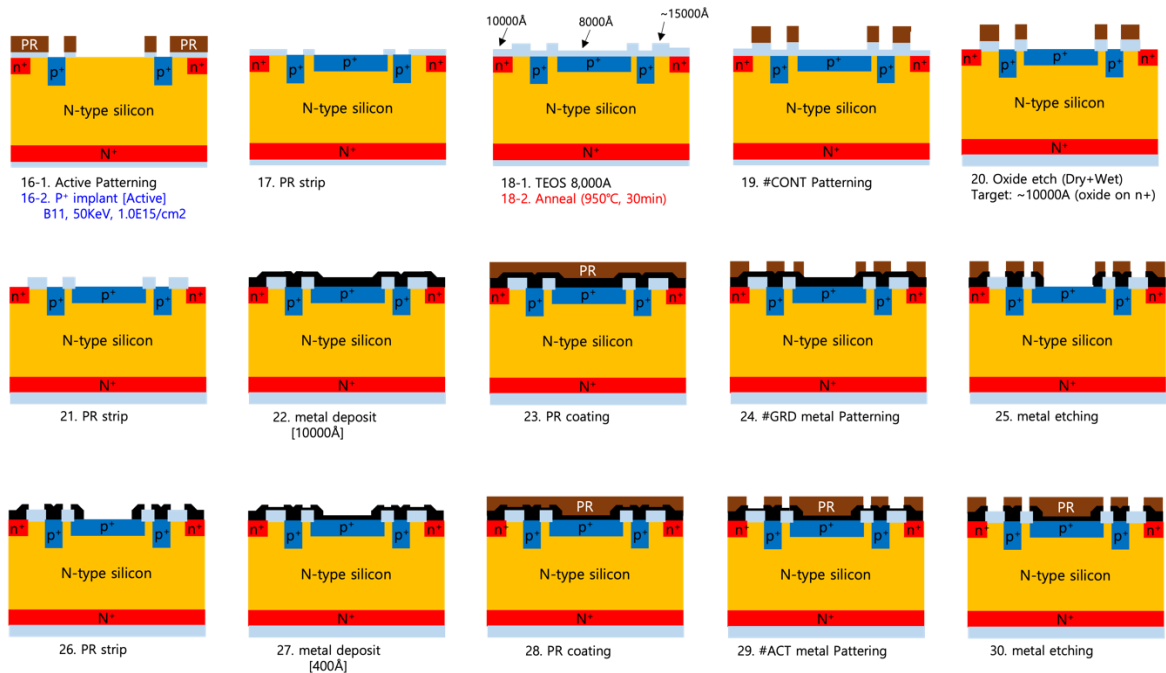 PR
PR
n⁺
p⁺
p⁺
n⁺
N-type silicon
N⁺
16-1. Active Patterning
16-2. P⁺ implant [Active]
B11, 50KeV, 1.0E15/cm2
n⁺
p⁺
p⁺
p⁺
n⁺
N-type silicon
N⁺
17. PR strip
10000Å
8000Å
~15000Å
n⁺
p⁺
p⁺
p⁺
n⁺
N-type silicon
N⁺
18-1. TEOS 8,000A
18-2. Anneal (950℃, 30min)
n⁺
p⁺
p⁺
p⁺
n⁺
N-type silicon
N⁺
19. #CONT Patterning
n⁺
p⁺
p⁺
p⁺
n⁺
N-type silicon
N⁺
20. Oxide etch (Dry+Wet)
Target: ~10000A (oxide on n+)
n⁺
p⁺
p⁺
p⁺
n⁺
N-type silicon
N⁺
21. PR strip
n⁺
p⁺
p⁺
p⁺
n⁺
N-type silicon
N⁺
22. metal deposit
[10000Å]
PR
n⁺
p⁺
p⁺
p⁺
n⁺
N-type silicon
N⁺
23. PR coating
n⁺
p⁺
p⁺
p⁺
n⁺
N-type silicon
N⁺
24. #GRD metal Patterning
n⁺
p⁺
p⁺
p⁺
n⁺
N-type silicon
N⁺
25. metal etching
n⁺
p⁺
p⁺
p⁺
n⁺
N-type silicon
N⁺
26. PR strip
n⁺
p⁺
p⁺
p⁺
n⁺
N-type silicon
N⁺
27. metal deposit
[400Å]
PR
n⁺
p⁺
p⁺
p⁺
n⁺
N-type silicon
N⁺
28. PR coating
PR
n⁺
p⁺
p⁺
p⁺
n⁺
N-type silicon
N⁺
29. #ACT metal Pattering
PR
n⁺
p⁺
p⁺
p⁺
n⁺
N-type silicon
N⁺
30. metal etching